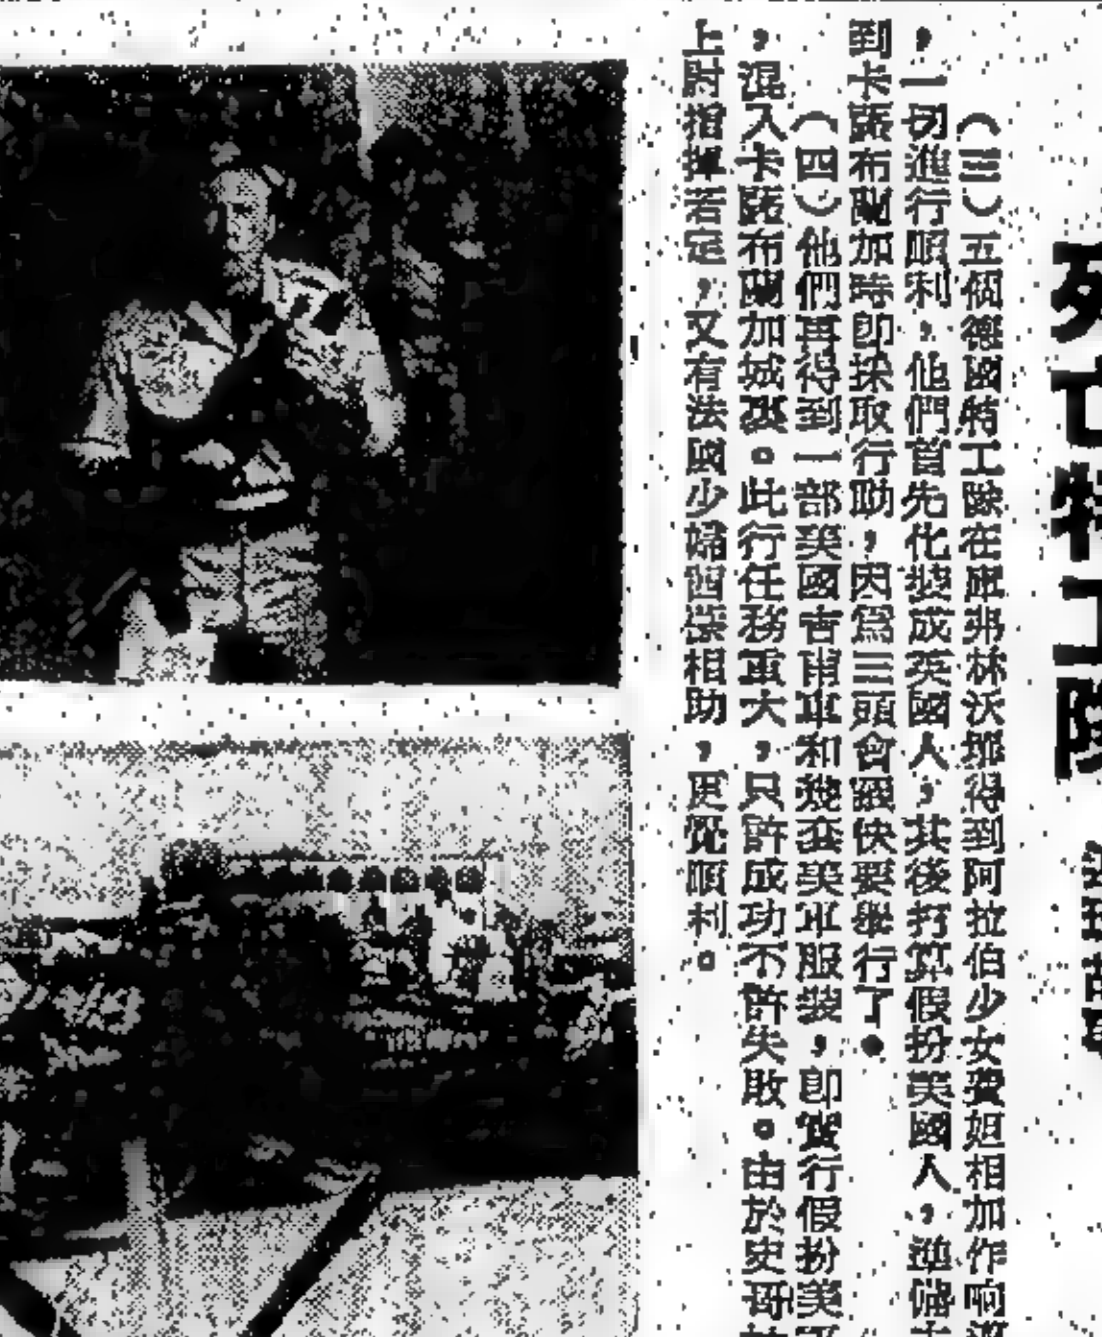 死亡特工隊
(三)五個德國特工隊在庫弗林沃娜得到阿拉伯少女費妲相加作响導
,一切進行順利,他們首先化裝成英國人,其後打算假扮美國人,準備
到卡薩布蘭加時即採取行動,因爲三頭會議快要舉行了。
(四)他們再得到一部美國吉甫車和幾套美軍服裝,即實行假扮美軍
,混入卡薩布蘭加城裏。此行任務重大,只許成功不許失敗。由於史哥
上尉指揮若定,又有法國少婦西蒙相助,更覺順利。